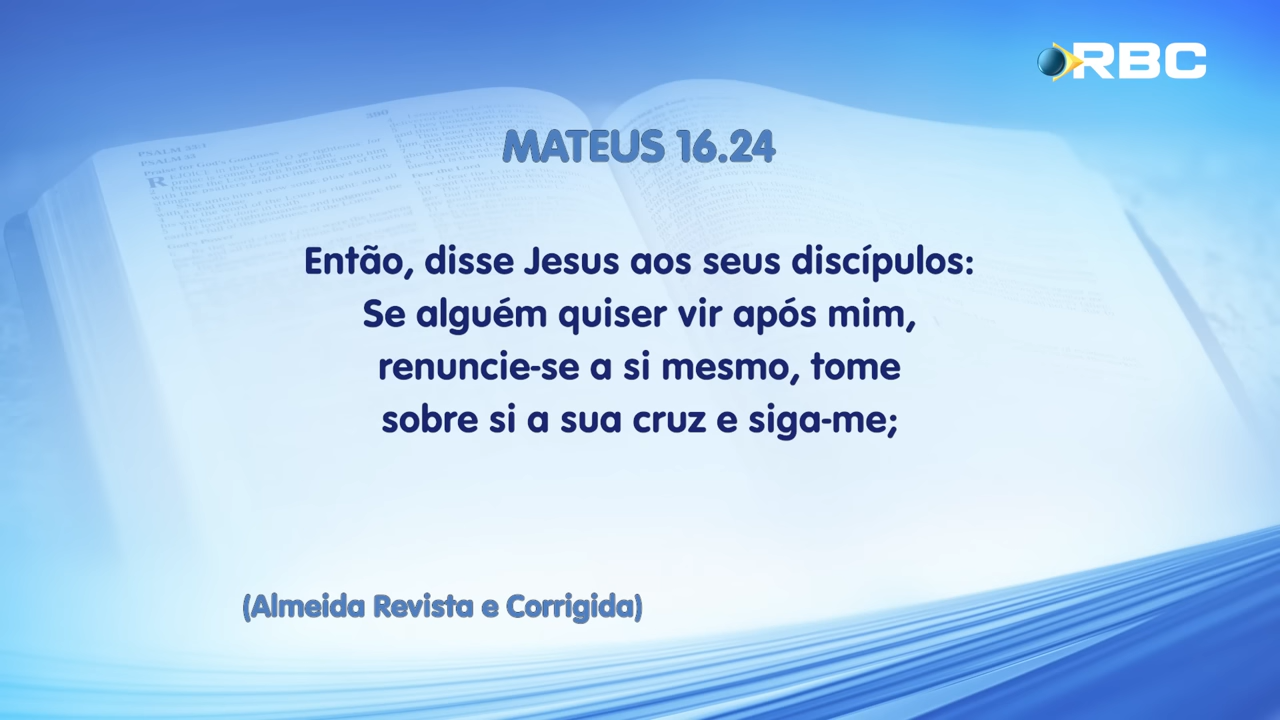 RBC
MATEUS 16.24
Então, disse Jesus aos seus discípulos:
Se alguém quiser vir após mim,
renuncie-se a si mesmo, tome
sobre si a sua cruz e siga-me;
(Almeida Revista e Corrigida)